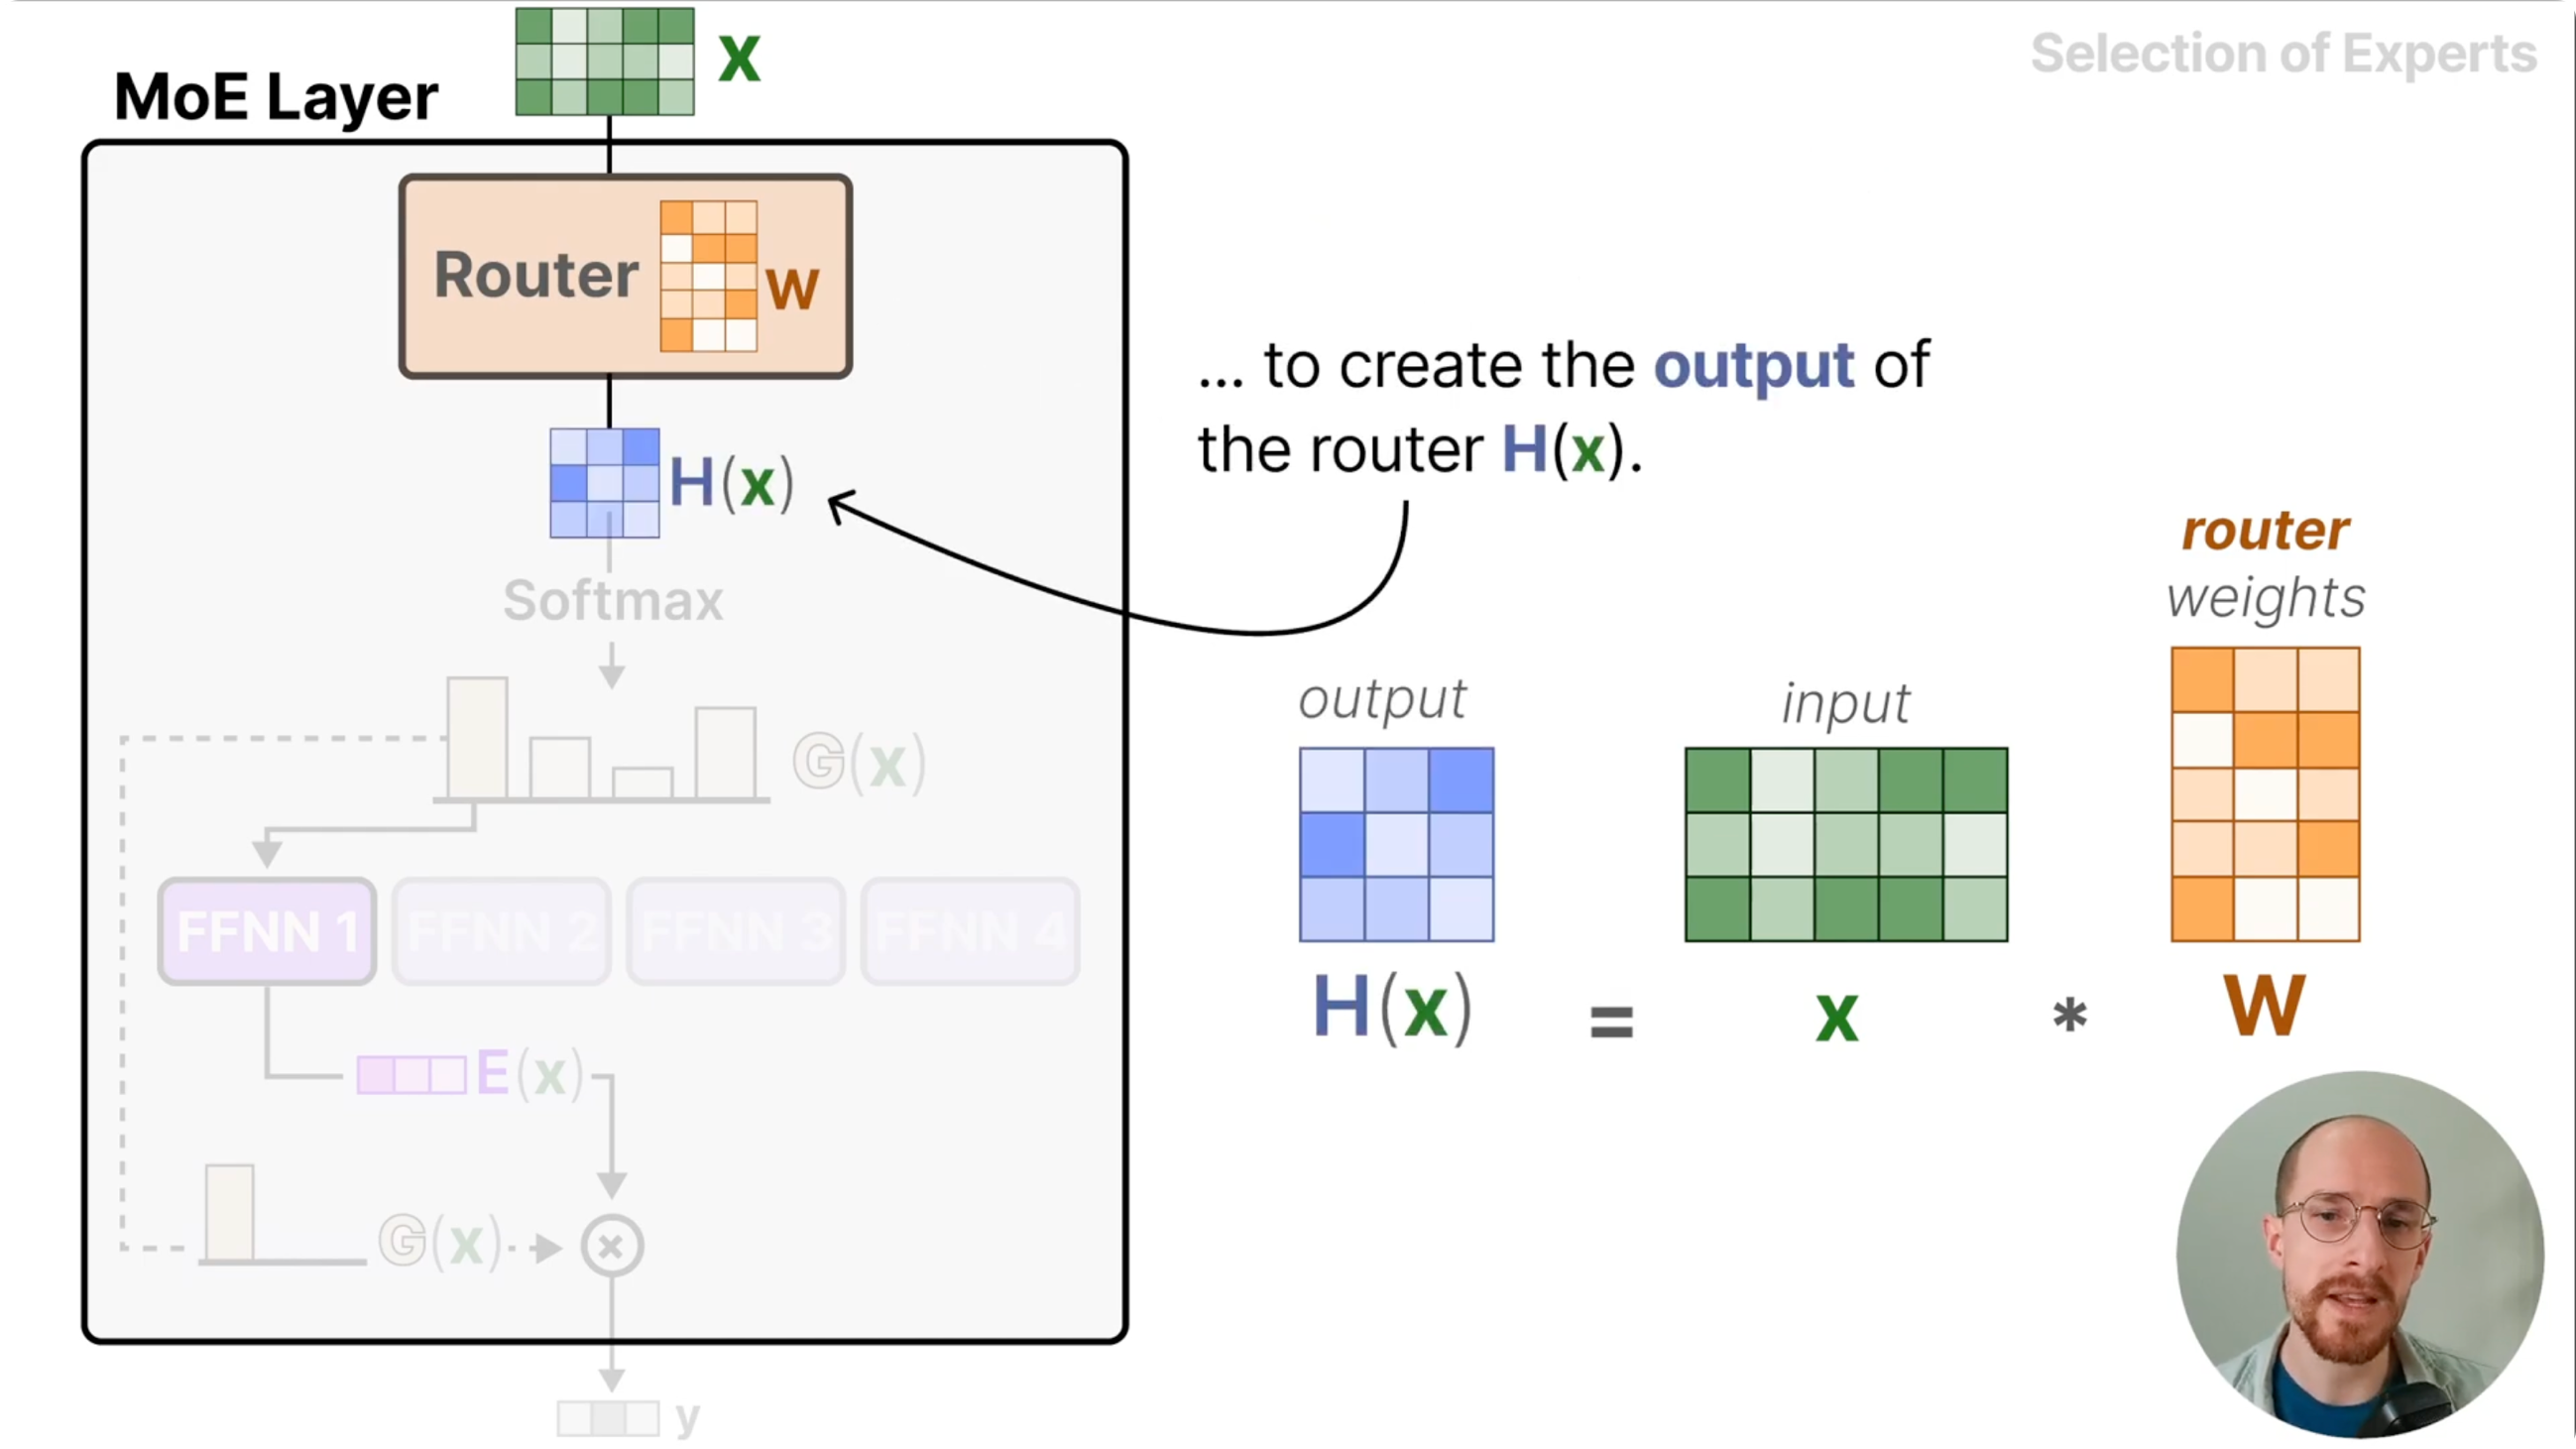 Selection of Experts
X
MoE Layer
Router
W
H(x)
... to create the output of
the router H(x).
Softmax
G(x)
FFNN 1
FFNN 2
FFNN 3
FFNN 4
E(x)
G(x)
y
router
weights
output
input
H(x)
=
x
*
W